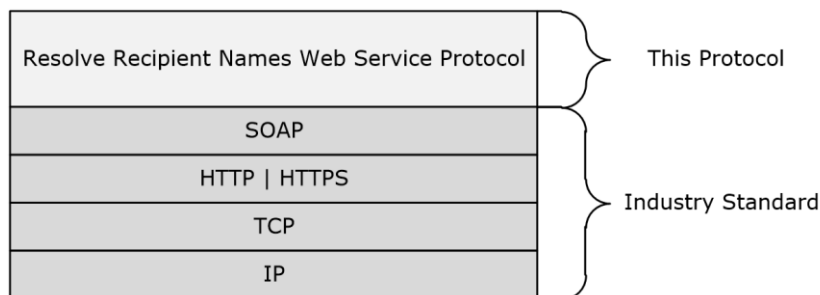 Resolve Recipient Names Web Service Protocol
This Protocol
SOAP
HTTP | HTTPS
Industry Standard
TCP
IP